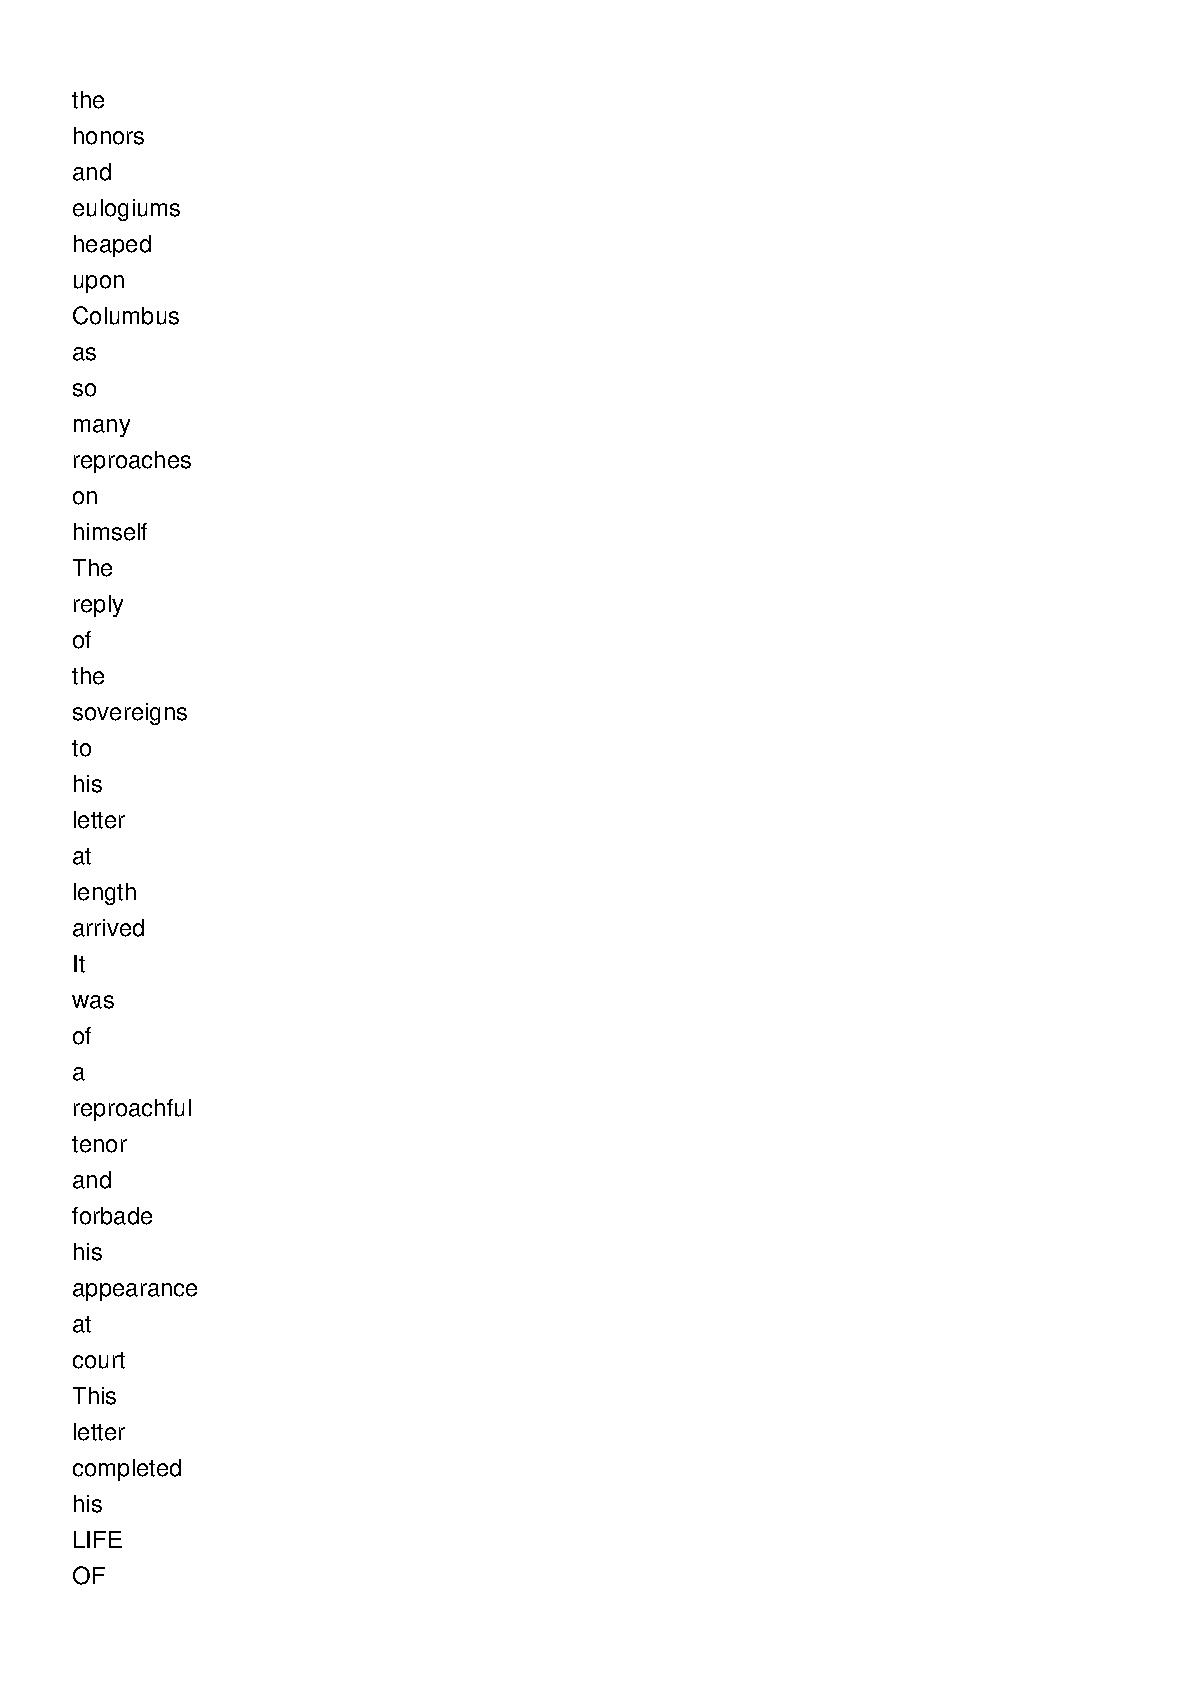 the
honors
and
eulogiums
heaped
upon
Columbus
as
so
many
reproaches
on
himself
The
reply
of
the
sovereigns
to
his
letter
at
length
arrived
It
was
of
a
reproachful
tenor
and
forbade
his
appearance
at
court
This
letter
completed
his
LIFE
OF